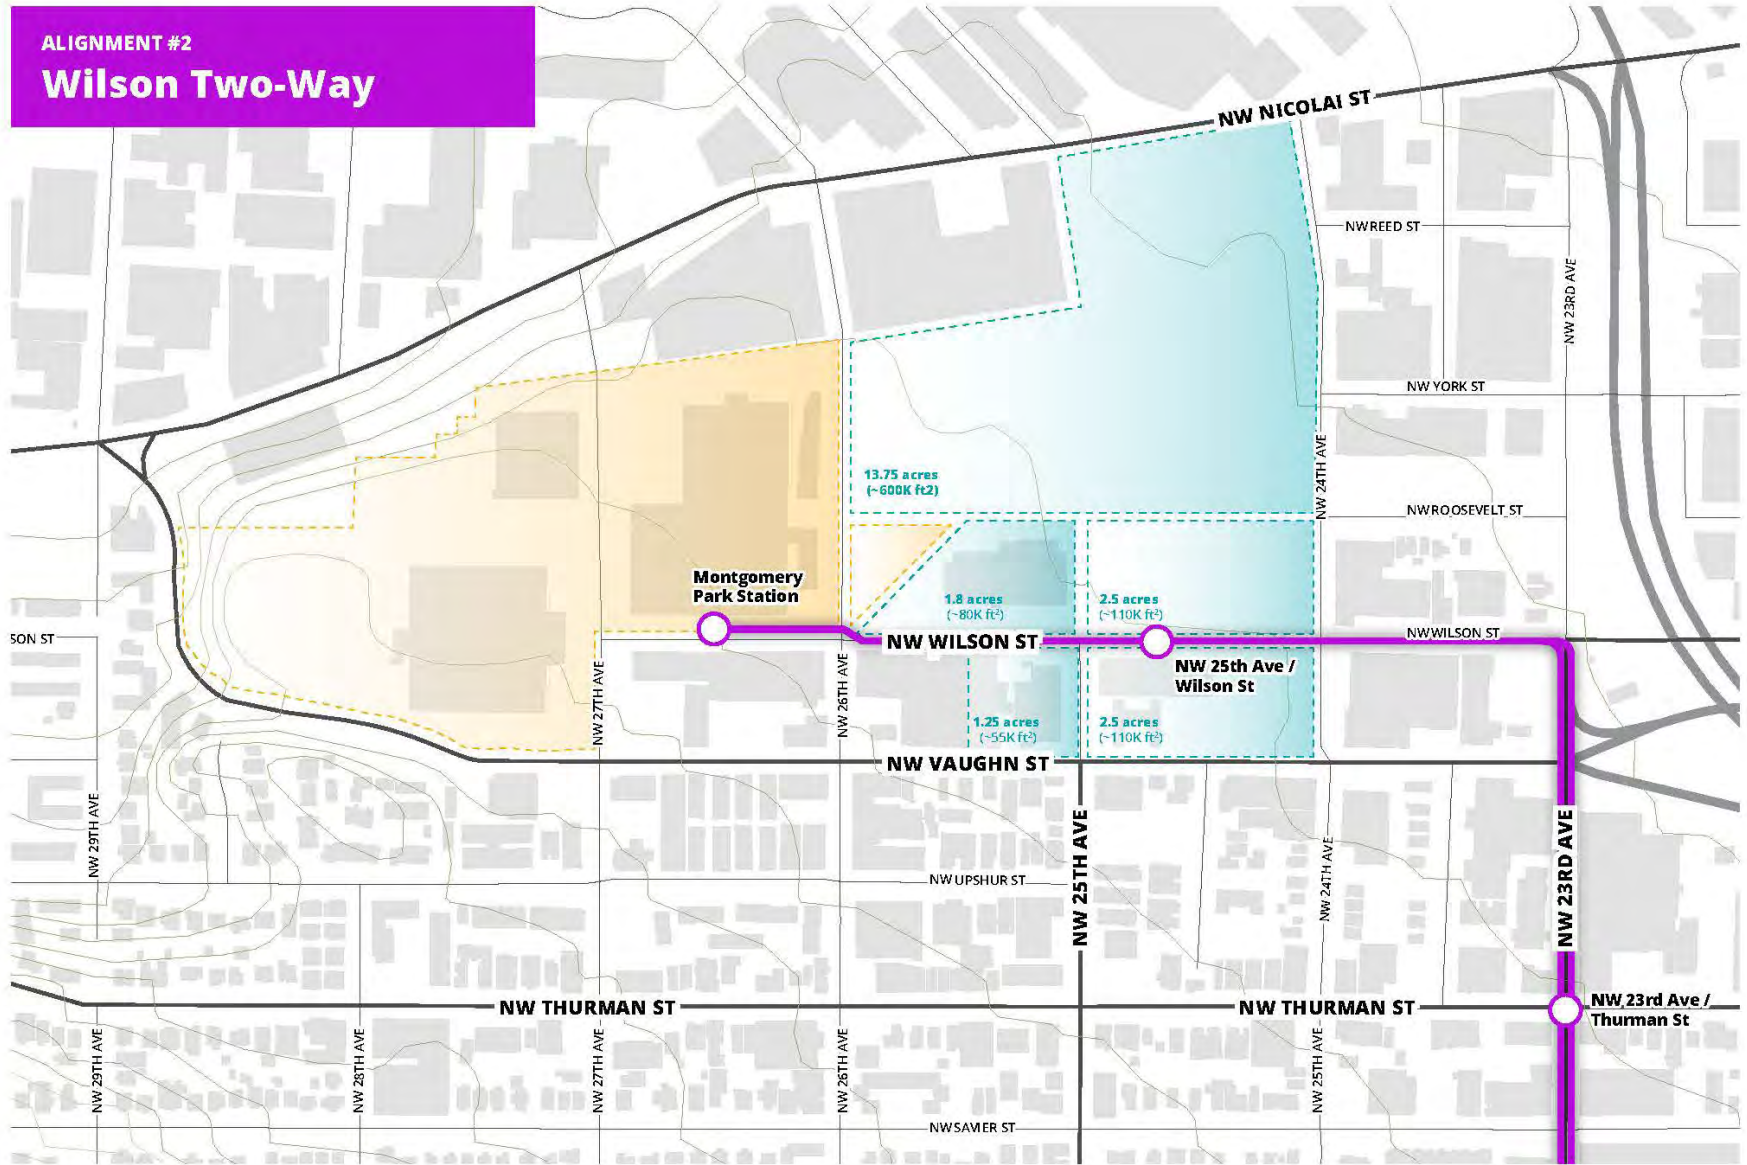 ALIGNMENT #2
Wilson Two-Way
NW NICOLAI ST
NW REED ST
NW 23RD AVE
NW YORK ST
NW 24TH AVE
13.75 acres
(~600K ft2)
NW ROOSEVELT ST
Montgomery
Park Station
1.8 acres
(~80K ft²)
2.5 acres
(~110K ft²)
SON ST
NW WILSON ST
NW WILSON ST
NW 25th Ave /
Wilson St
NW 27TH AVE
NW 26TH AVE
1.25 acres
(~55K ft²)
2.5 acres
(~110K ft²)
NW VAUGHN ST
NW 29TH AVE
NW 25TH AVE
NW 24TH AVE
NW 23RD AVE
NW UPSHUR ST
NW THURMAN ST
NW THURMAN ST
NW 23rd Ave /
Thurman St
NW 29TH AVE
NW 28TH AVE
NW 27TH AVE
NW 26TH AVE
NW 25TH AVE
NW SAVIER ST